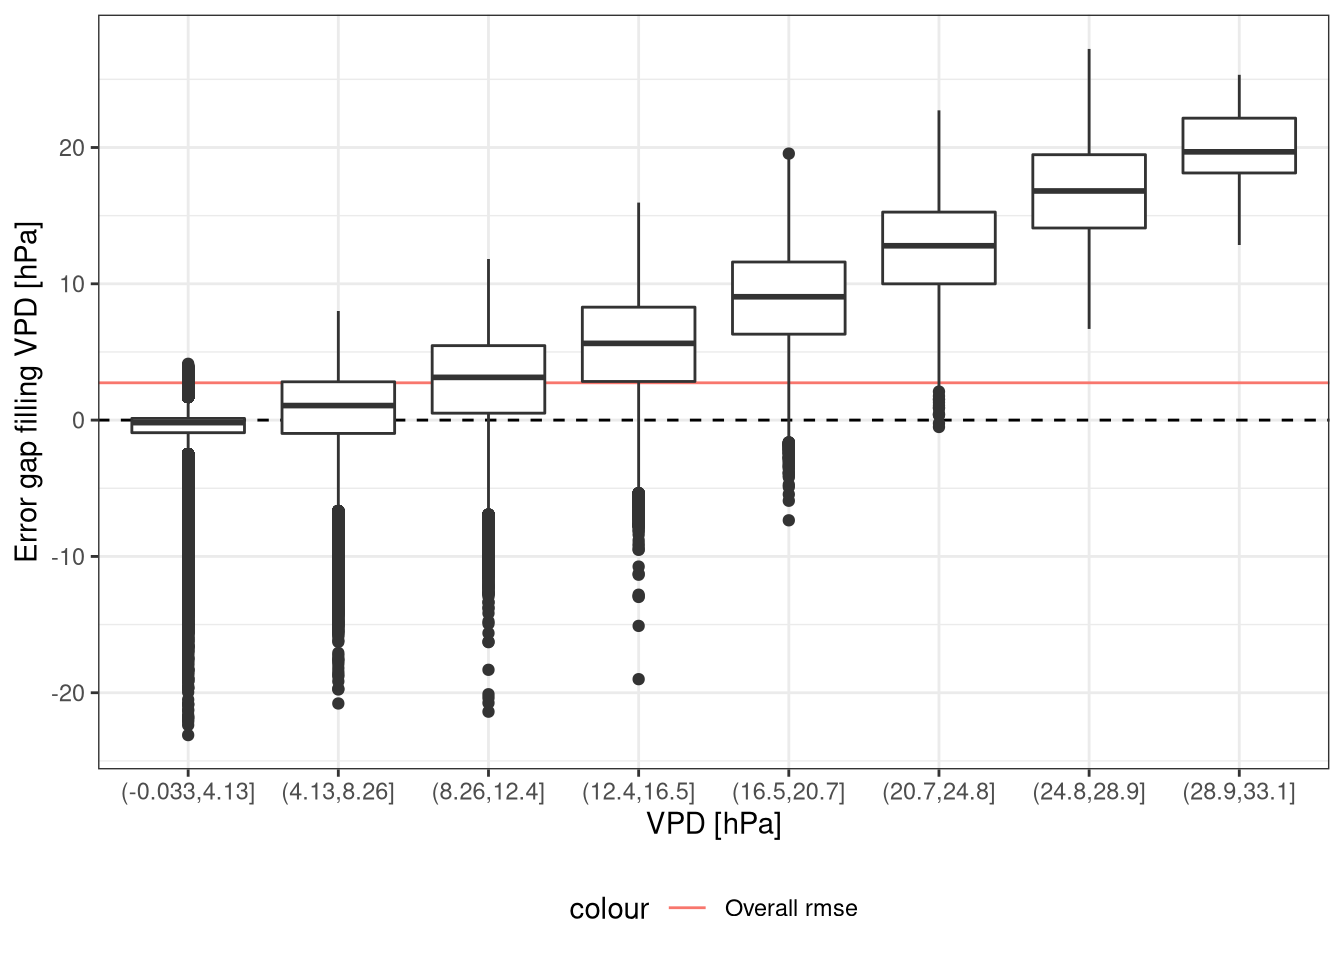 Error gap filling VPD [hPa]
20
10
0
-10
-20
(-0.033,4.13] (4.13,8.26] (8.26,12.4] (12.4,16.5] (16.5,20.7] (20.7,24.8] (24.8,28.9] (28.9,33.1]
VPD [hPa]
colour Overall rmse